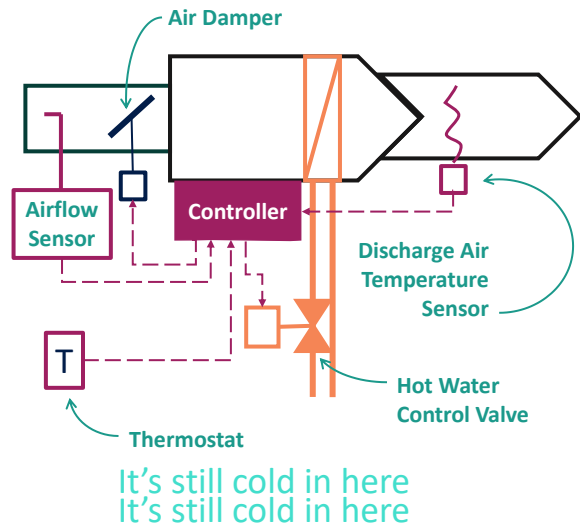 Air Damper
Airflow
Sensor
Controller
Discharge Air
Temperature
Sensor
T
Hot Water
Control Valve
Thermostat
It's still cold in here
It's still cold in here